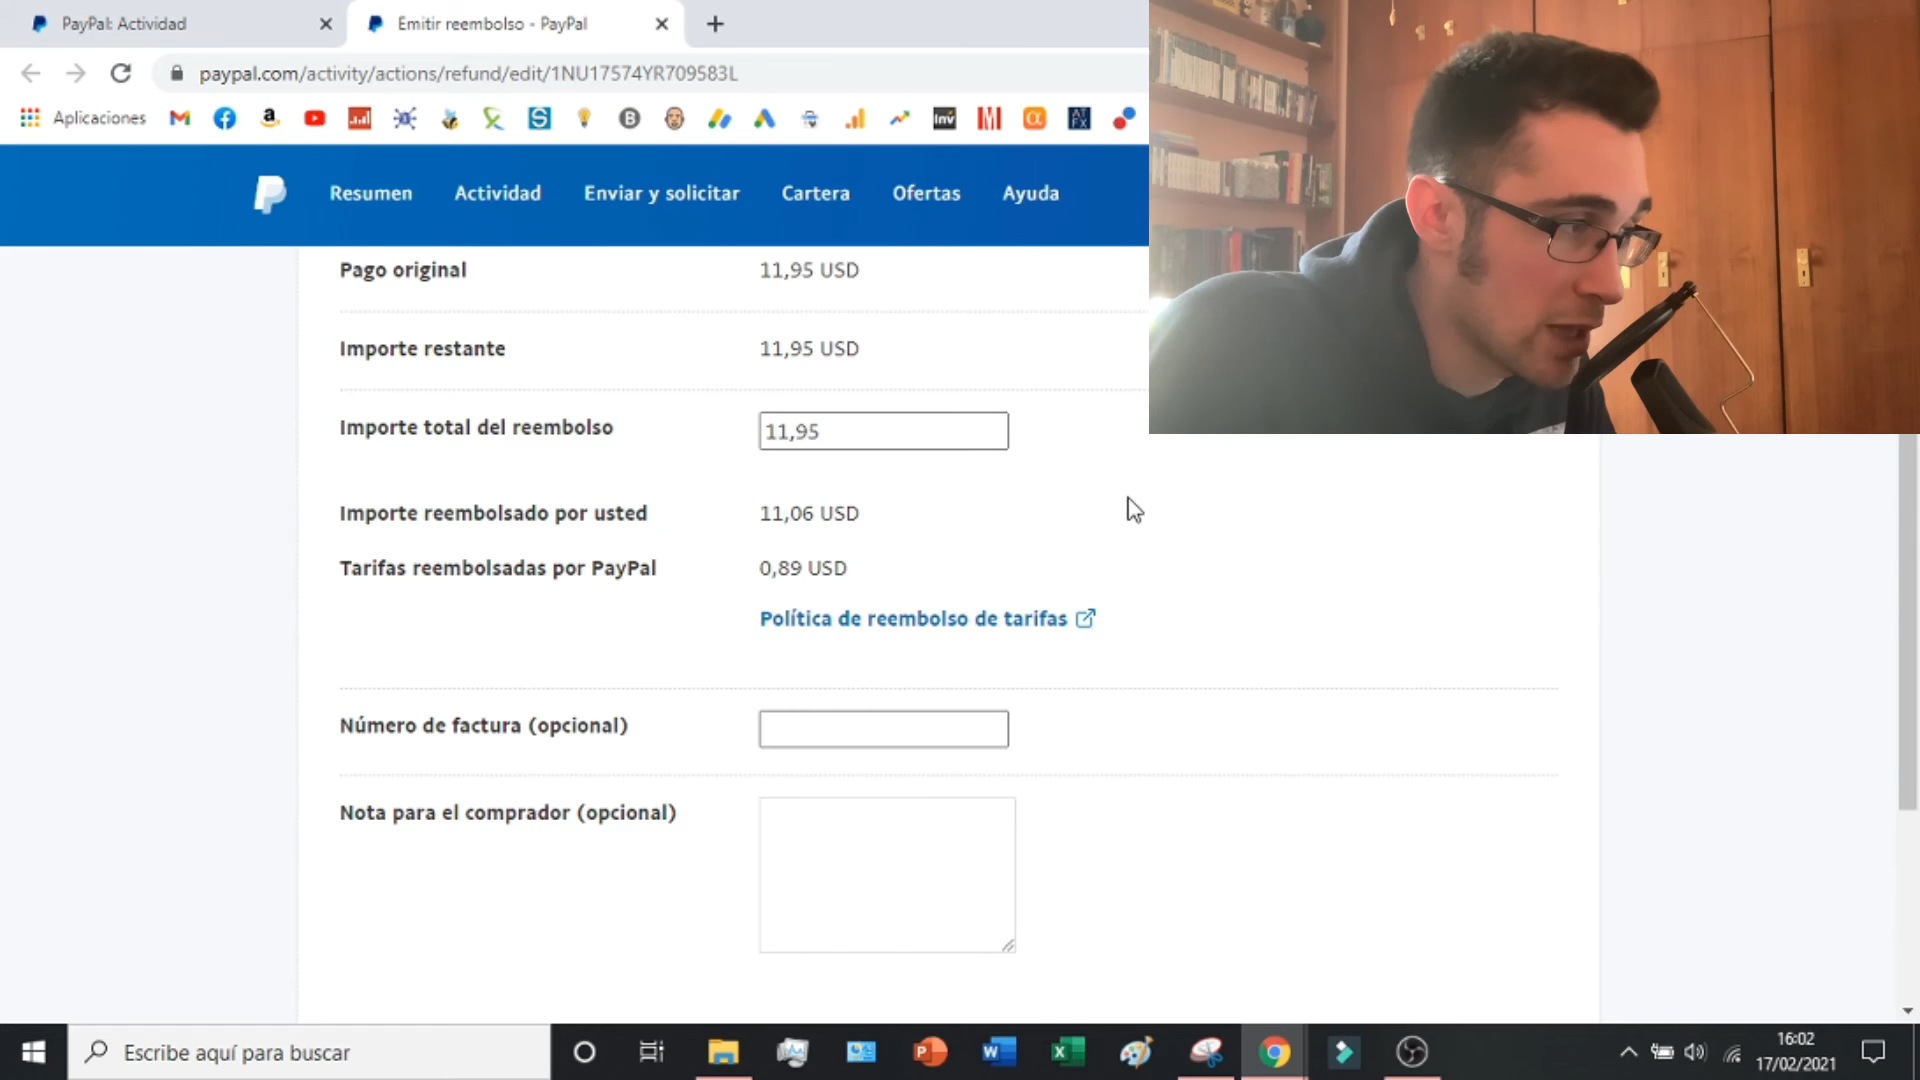 PayPal: Actividad
Emitir reembolso - PayPal
paypal.com/activity/actions/refund/edit/1NU17574YR709583L
Aplicaciones
Resumen Actividad Enviar y solicitar Cartera Ofertas Ayuda
Pago original 11,95 USD
Importe restante 11,95 USD
Importe total del reembolso 11,95
Importe reembolsado por usted 11,06 USD
Tarifas reembolsadas por PayPal 0,89 USD
Política de reembolso de tarifas
Número de factura (opcional)
Nota para el comprador (opcional)
Escribe aquí para buscar
16:02
17/02/2021